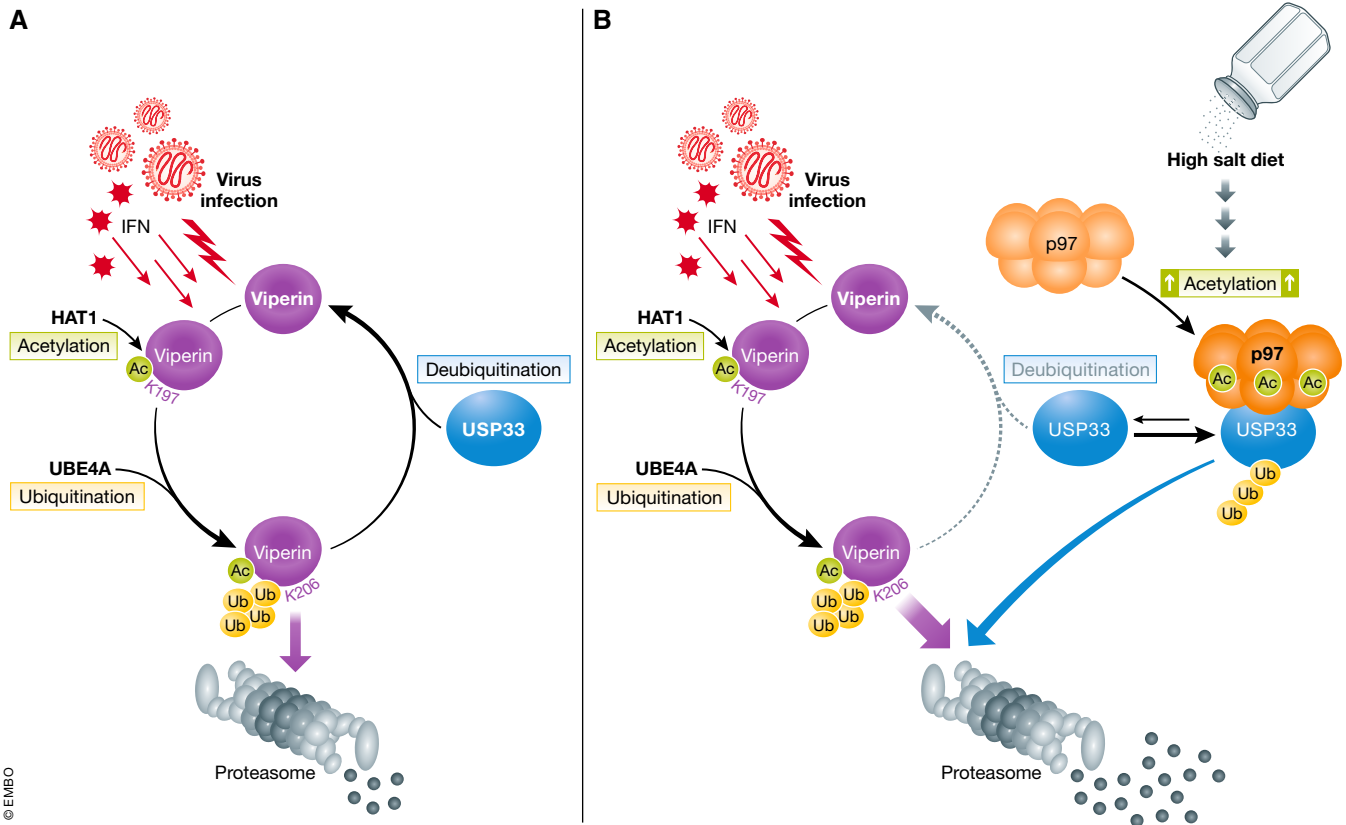 A
Virus
infection
IFN
Viperin
HAT1
Acetylation
Viperin
Ac
K197
Deubiquitination
USP33
UBE4A
Ubiquitination
Viperin
Ac
K206
Ub
Ub
Ub
Ub
Proteasome
© EMBO
B
High salt diet
Virus
infection
IFN
p97
Acetylation
Viperin
HAT1
Acetylation
Viperin
Ac
K197
p97
Ac
Ac
Ac
Deubiquitination
USP33
USP33
UBE4A
Ubiquitination
Ub
Ub
Ub
Viperin
Ac
K206
Ub
Ub
Ub
Ub
Proteasome